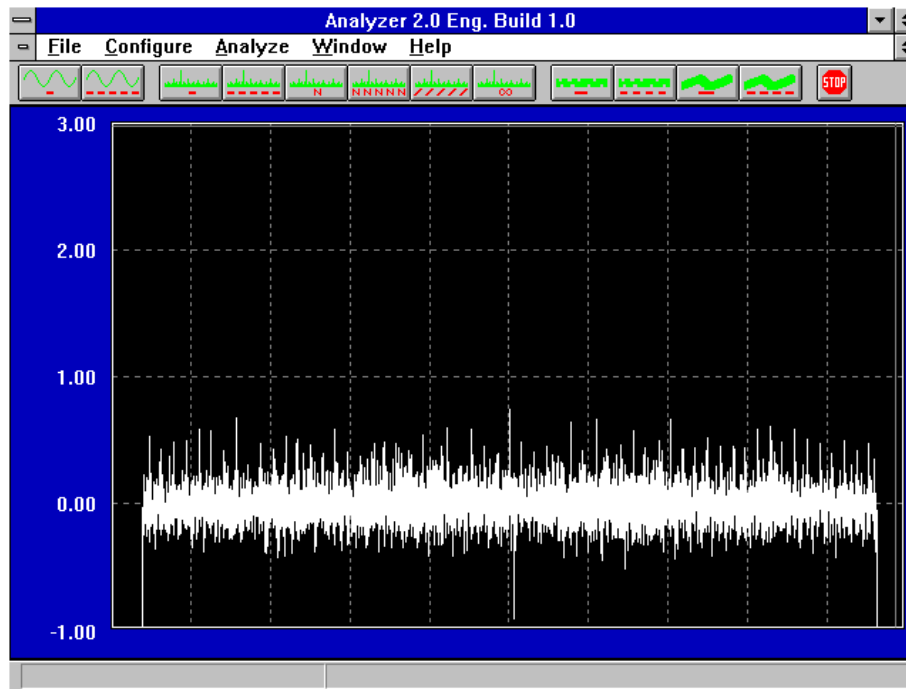 Analyzer 2.0 Eng. Build 1.0
File Configure Analyze Window Help
N NNNNN ∞ STOP
3.00
2.00
1.00
0.00
-1.00